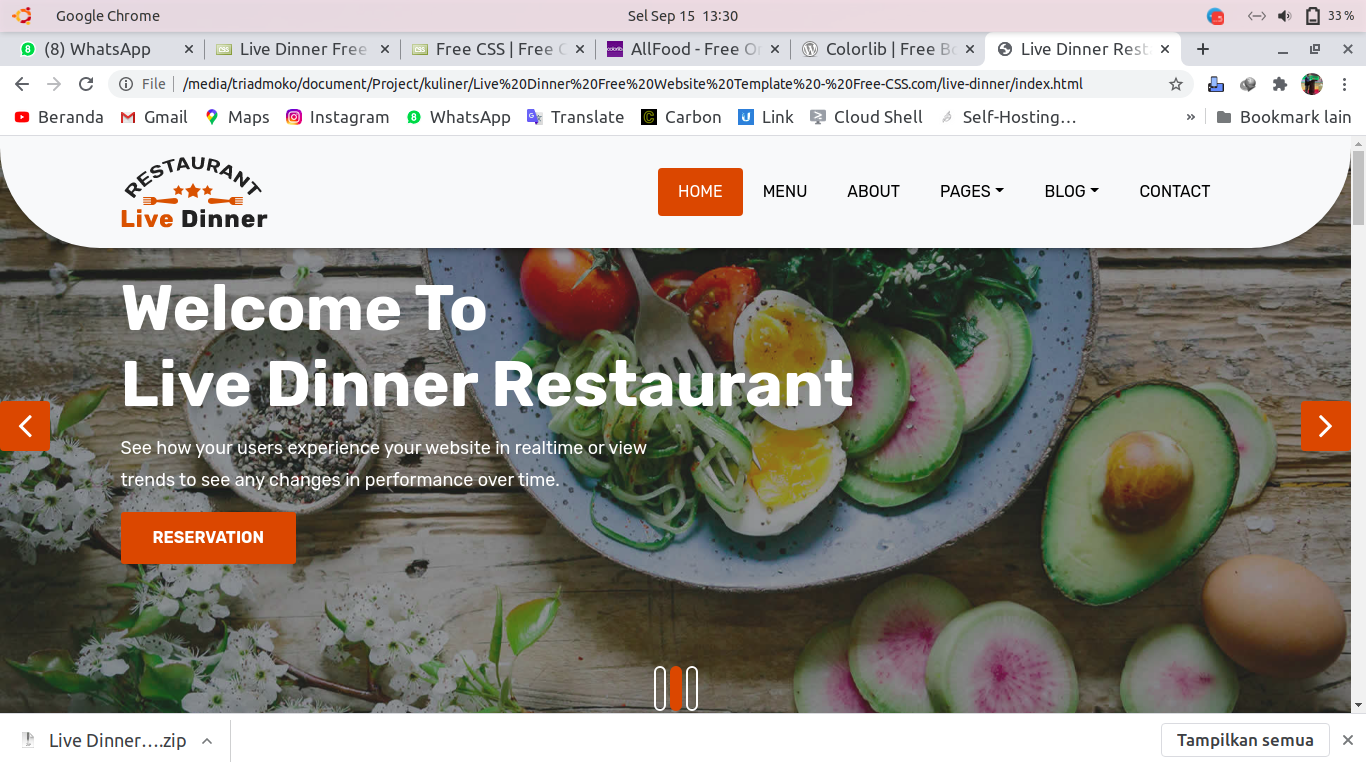 Google Chrome
Sel Sep 15 13:30
33 %
(8) WhatsApp
Live Dinner Free
Free CSS | Free C
AllFood - Free O
Colorlib | Free Bo
Live Dinner Rest
File
/media/triadmoko/document/Project/kuliner/Live%20Dinner%20Free%20Website%20Template%20-%20Free-CSS.com/live-dinner/index.html
Beranda
Gmail
Maps
Instagram
WhatsApp
Translate
Carbon
Link
Cloud Shell
Self-Hosting…
»
Bookmark lain
RESTAURANT
Live Dinner
HOME
MENU
ABOUT
PAGES
BLOG
CONTACT
Welcome To
Live Dinner Restaurant
See how your users experience your website in realtime or view
trends to see any changes in performance over time.
RESERVATION
Live Dinner….zip
Tampilkan semua